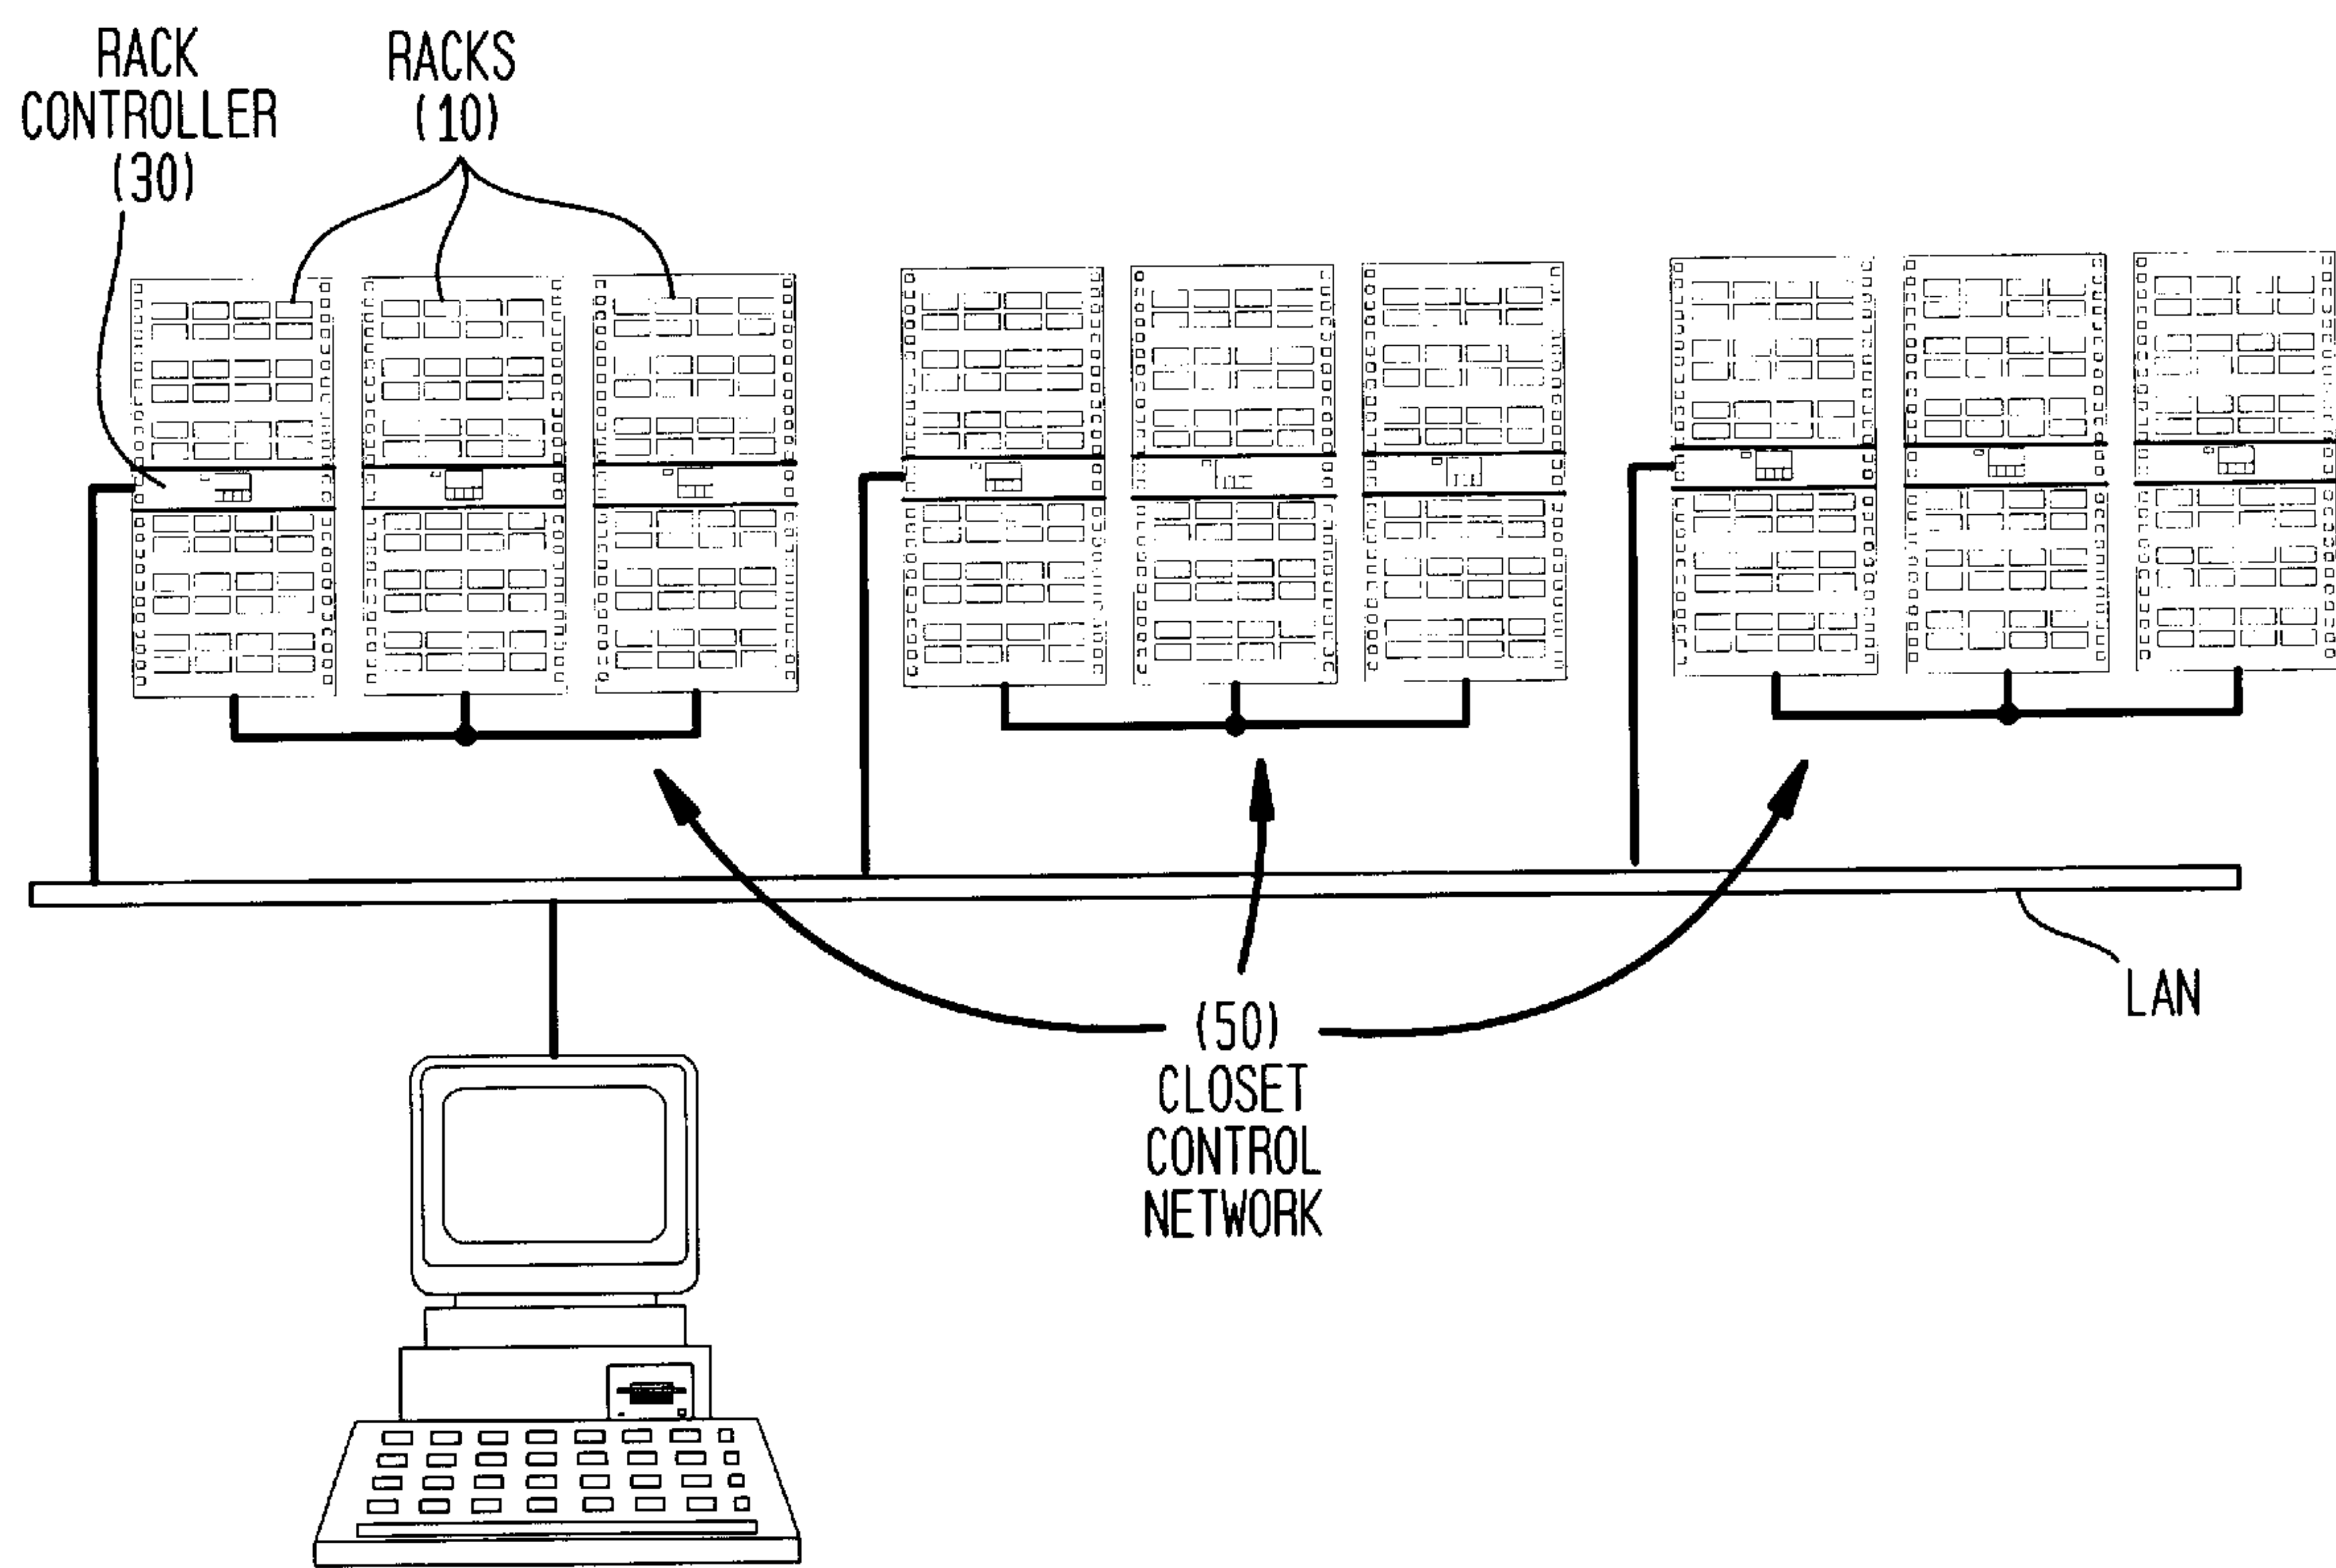 RACK
CONTROLLER
(30)
RACKS
(10)
LAN
(50)
CLOSET
CONTROL
NETWORK